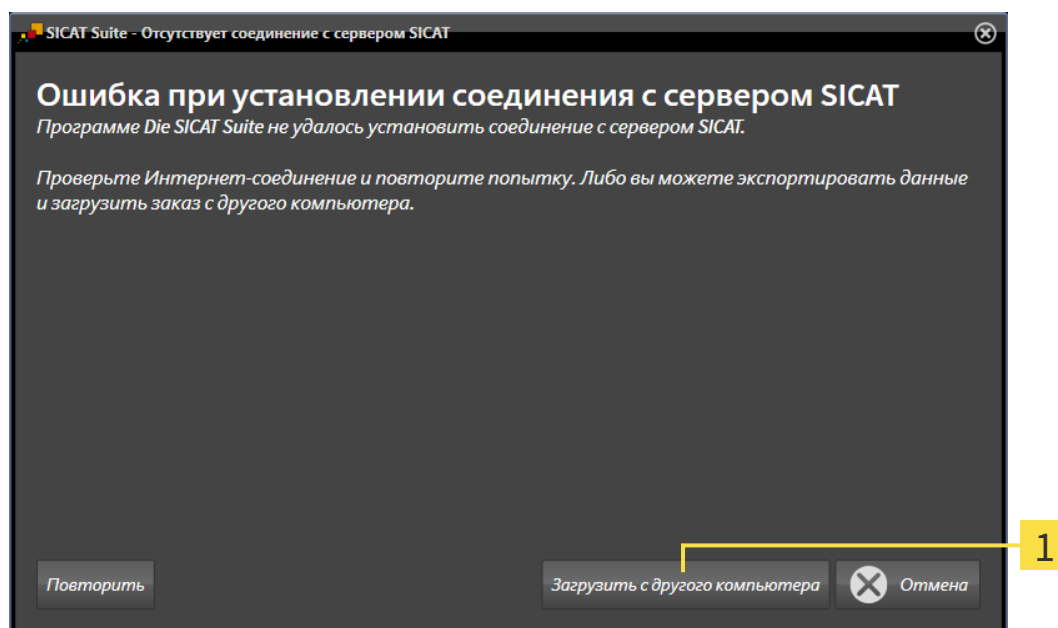 SICAT Suite - Отсутствует соединение с сервером SICAT
Ошибка при установлении соединения с сервером SICAT
Программе Die SICAT Suite не удалось установить соединение с сервером SICAT.
Проверьте Интернет-соединение и повторите попытку. Либо вы можете экспортировать данные
и загрузить заказ с другого компьютера.
1
Повторить
Загрузить с другого компьютера
Отмена